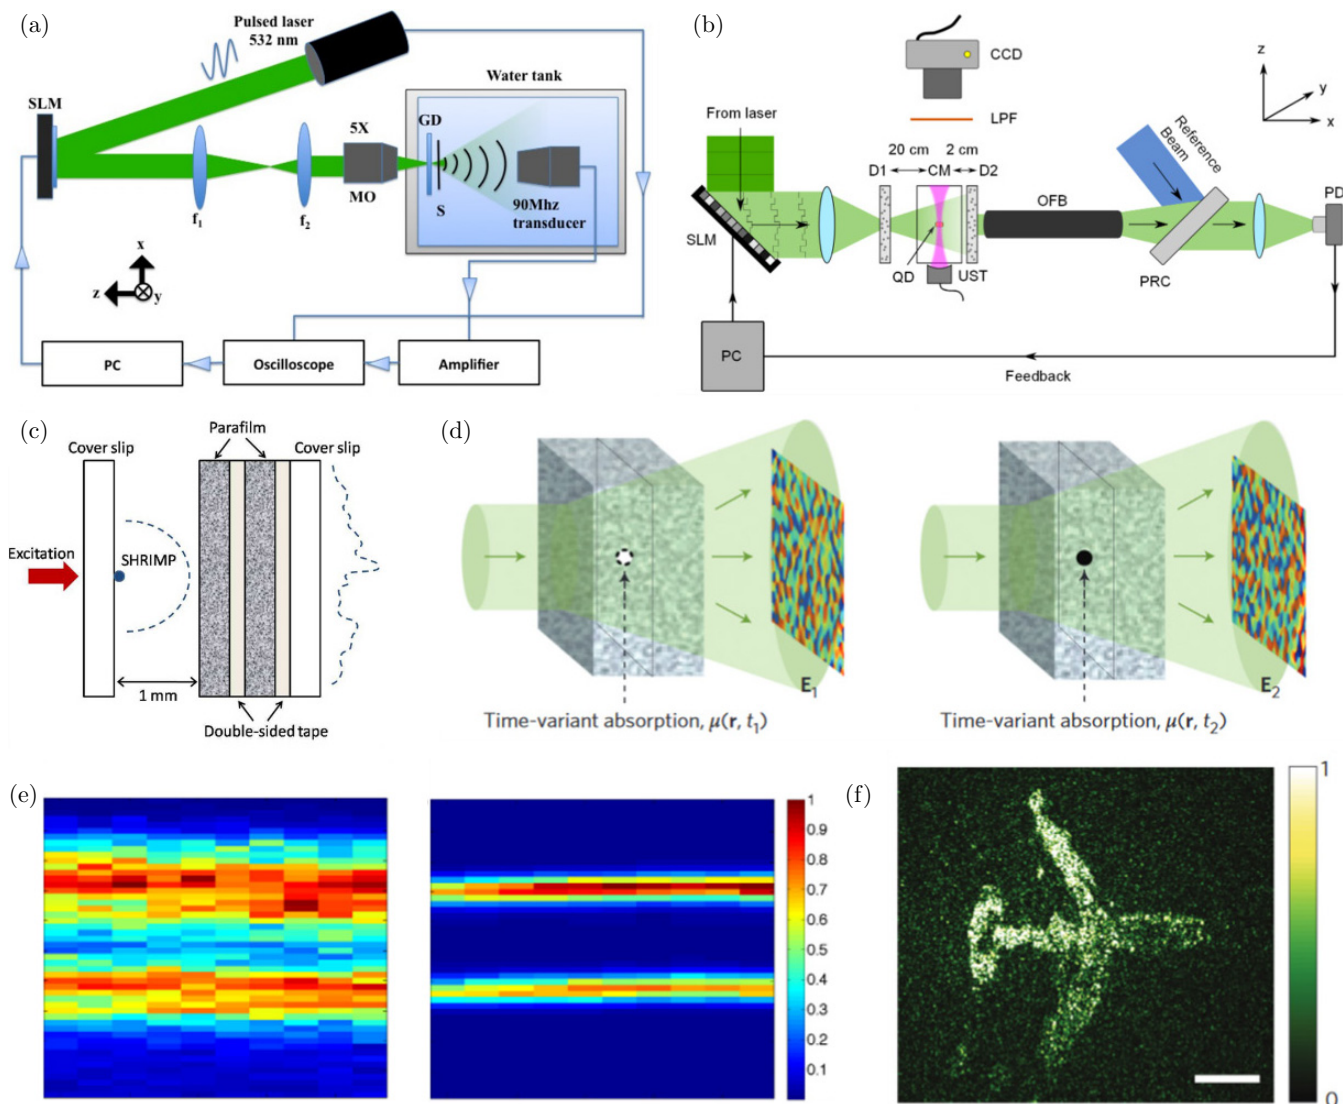 (a)
Pulsed laser
532 nm
SLM
Water tank
5X
GD
MO
S
90Mhz
transducer
f1
f2
x
z
y
PC
Oscilloscope
Amplifier
(b)
CCD
LPF
z
y
x
From laser
20 cm
2 cm
D1
CM
D2
Reference
Beam
OFB
PD
SLM
QD
UST
PRC
PC
Feedback
(c)
Parafilm
Cover slip
Cover slip
Excitation
SHRIMP
1 mm
Double-sided tape
(d)
E1
Time-variant absorption, μ(r, t1)
E2
Time-variant absorption, μ(r, t2)
(e)
1
0.9
0.8
0.7
0.6
0.5
0.4
0.3
0.2
0.1
(f)
1
0